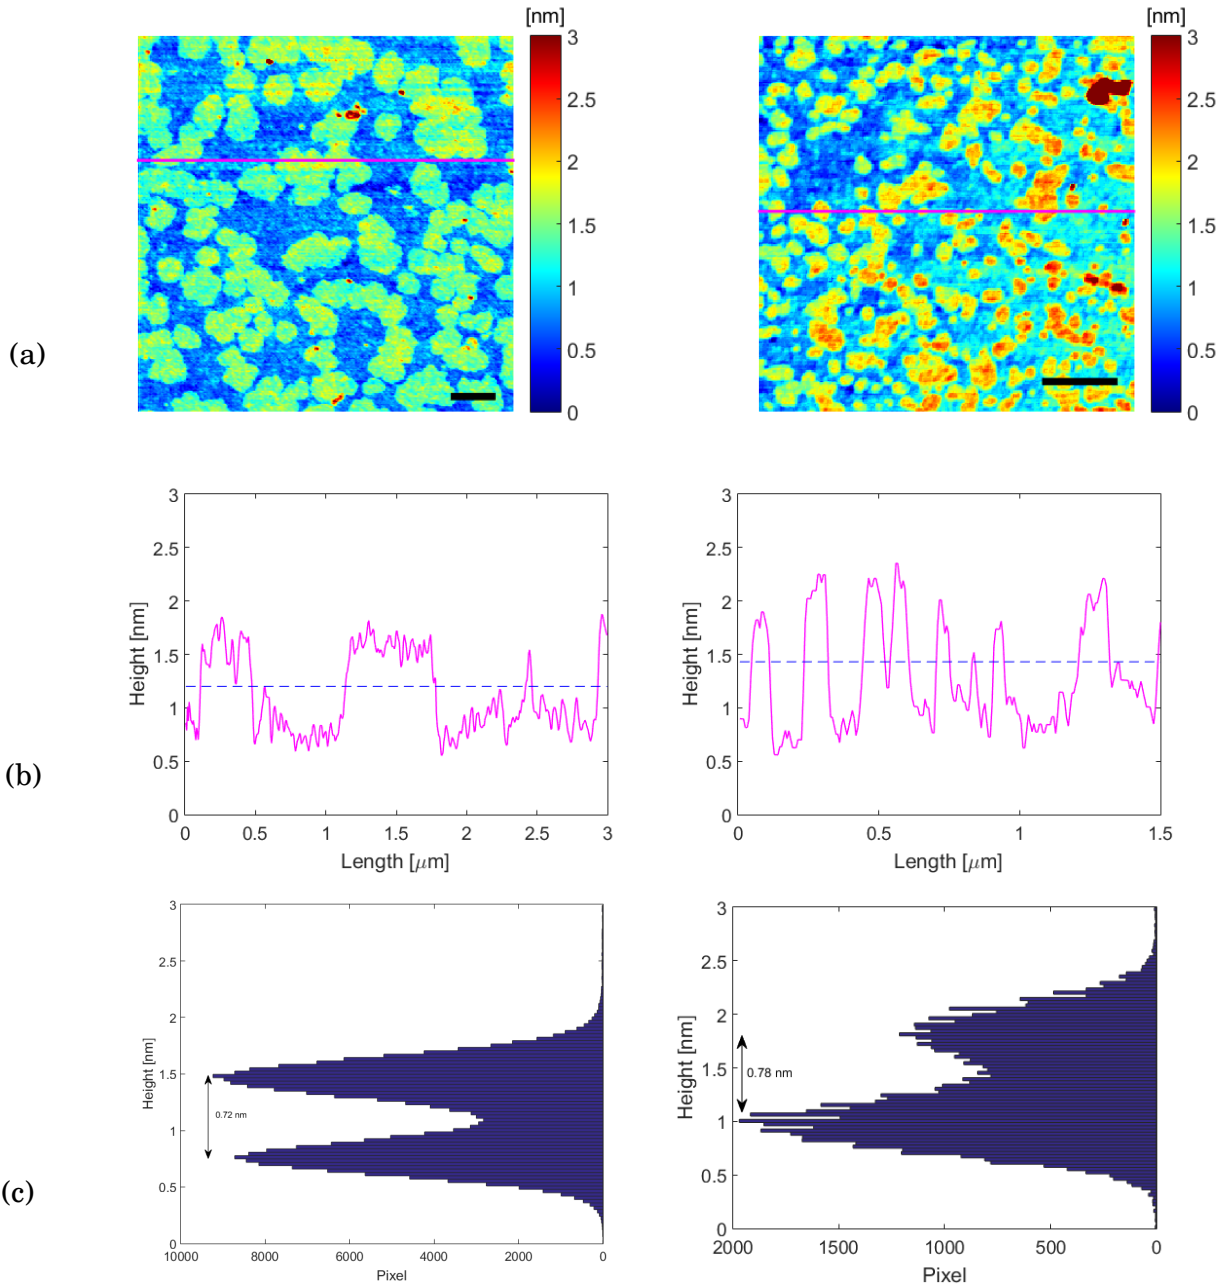 [nm]
3
2.5
2
1.5
1
0.5
0
[nm]
3
2.5
2
1.5
1
0.5
0
(a)
3
2.5
2
1.5
1
0.5
0
Height [nm]
0 0.5 1 1.5 2 2.5 3
Length [μm]
3
2.5
2
1.5
1
0.5
0
Height [nm]
0 0.5 1 1.5
Length [μm]
(b)
3
2.5
2
1.5
1
0.5
0
Height [nm]
0.72 nm
10000 8000 6000 4000 2000 0
Pixel
3
2.5
2
1.5
1
0.5
0
Height [nm]
0.78 nm
2000 1500 1000 500 0
Pixel
(c)